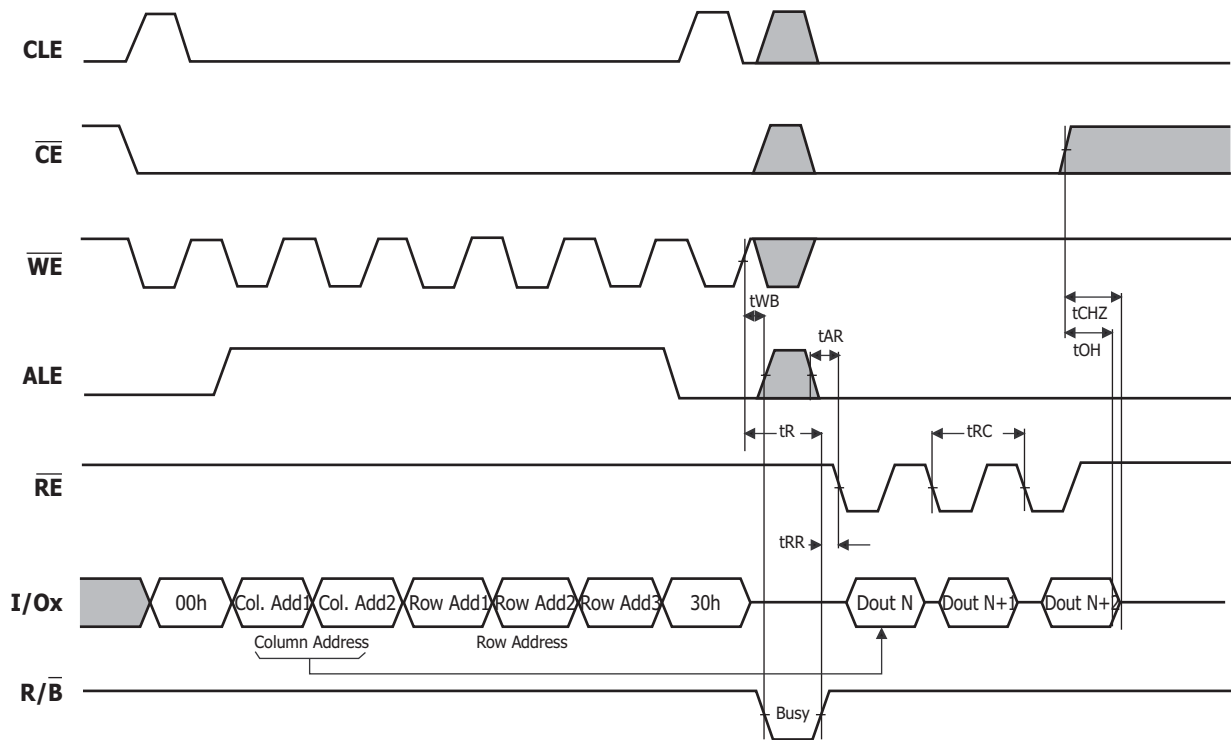 CLE
CE
WE
tWB
tCHZ
tAR
tOH
ALE
tR
tRC
RE
tRR
I/Ox
00h
Col. Add1
Col. Add2
Row Add1
Row Add2
Row Add3
30h
Dout N
Dout N+1
Dout N+2
Column Address
Row Address
R/B
Busy